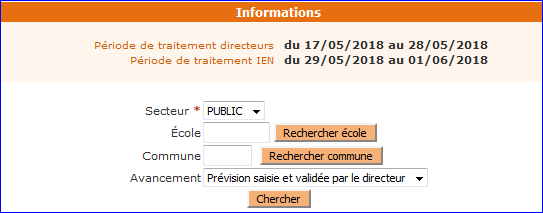 Informations
Période de traitement directeurs du 17/05/2018 au 28/05/2018
Période de traitement IEN du 29/05/2018 au 01/06/2018
Secteur * PUBLIC
École Rechercher école
Commune Rechercher commune
Avancement Prévision saisie et validée par le directeur
Chercher